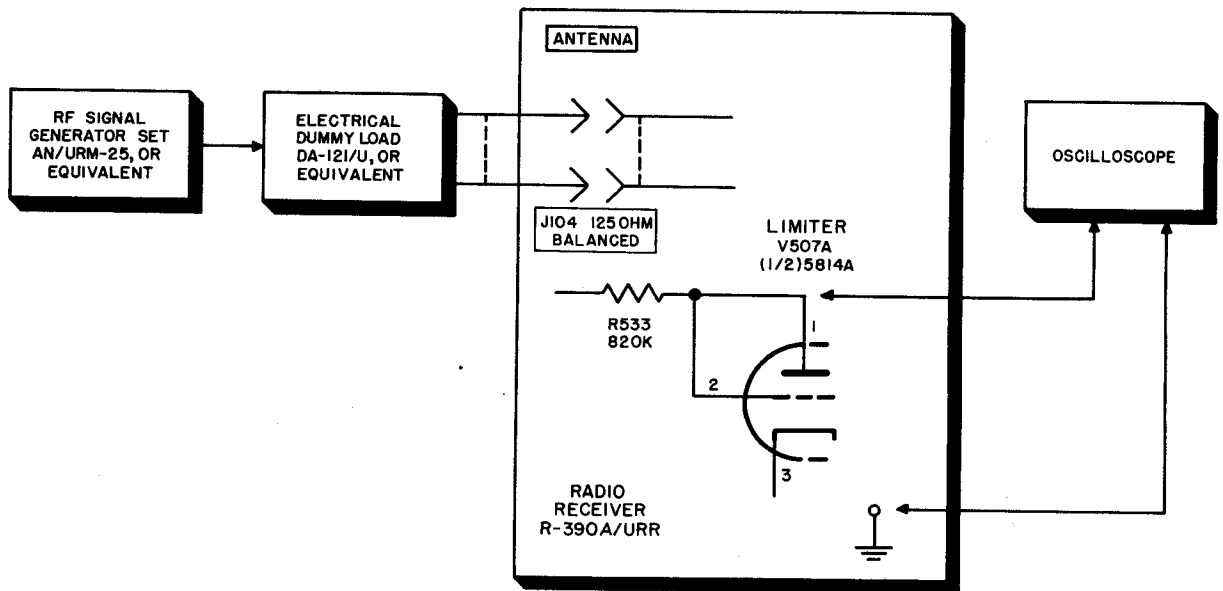 ANTENNA
RF SIGNAL
GENERATOR SET
AN/URM-25, OR
EQUIVALENT
ELECTRICAL
DUMMY LOAD
DA-121/U, OR
EQUIVALENT
OSCILLOSCOPE
J104 125 OHM
BALANCED
LIMITER
V507A
(1/2)5814A
R533
820K
1
2
3
RADIO
RECEIVER
R-390A/URR